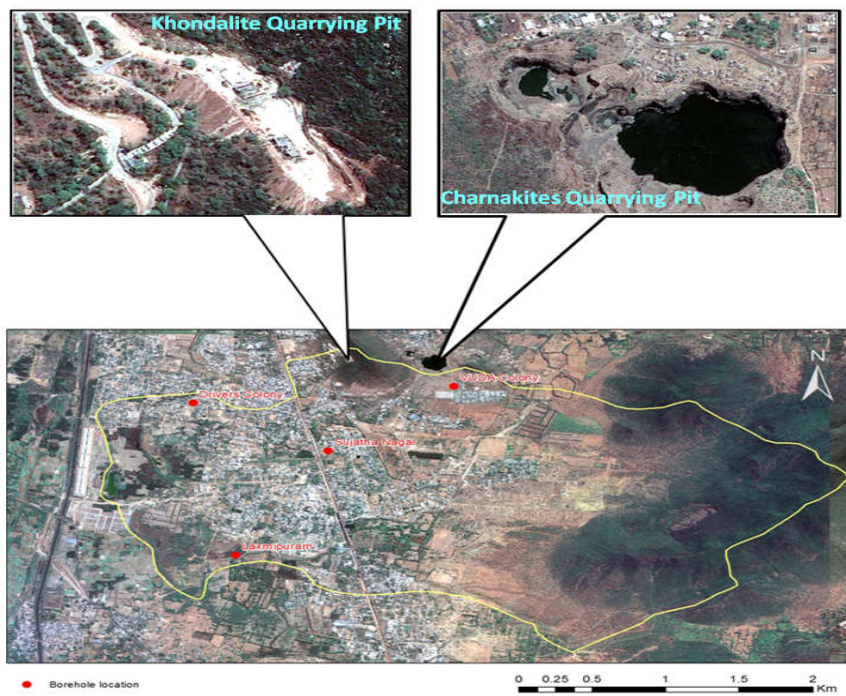 Khondalite Quarrying Pit
Charnakites Quarrying Pit
N
VUDA Colony
Drivers Colony
Sujatha Nagar
Laxmipuram
Borehole location
0 0.25 0.5 1 1.5 2
Km